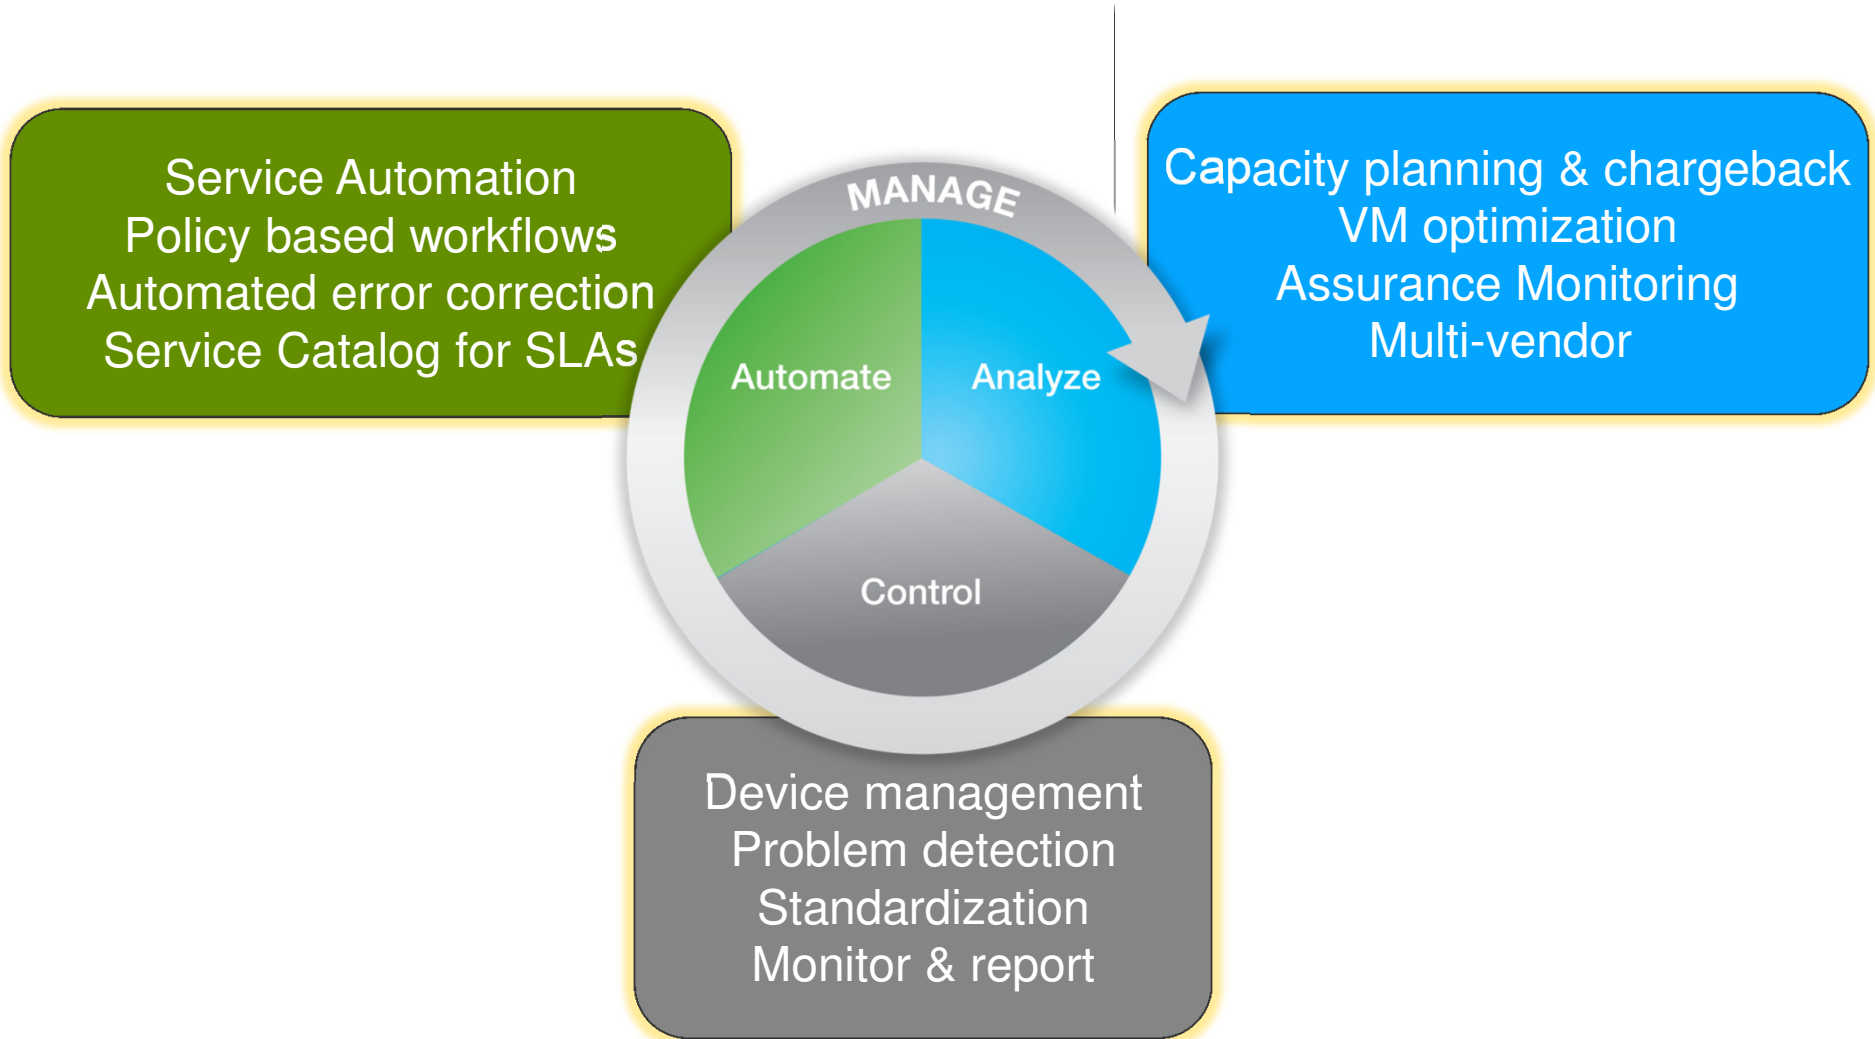 Service Automation
Policy based workflows
Automated error correction
Service Catalog for SLAs
MANAGE
Automate
Analyze
Control
Capacity planning & chargeback
VM optimization
Assurance Monitoring
Multi-vendor
Device management
Problem detection
Standardization
Monitor & report